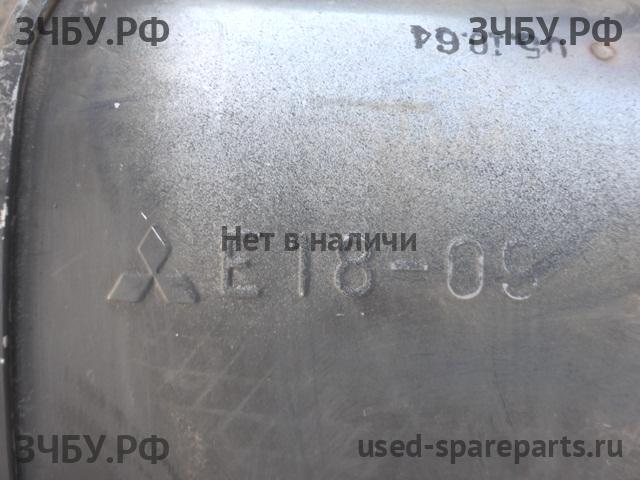 ЗЧБУ.РФ ЗЧБУ.РФ
Нет в наличи
E18-09
ЗЧБУ.РФ used-spareparts.ru